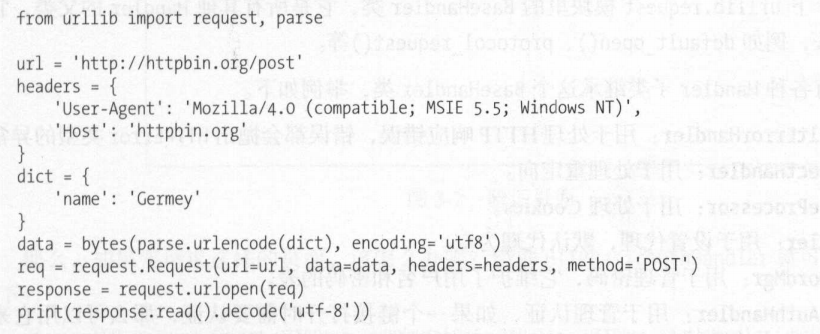 from urllib import request, parse
url = 'http://httpbin.org/post'
headers = {
    'User-Agent': 'Mozilla/4.0 (compatible; MSIE 5.5; Windows NT)',
    'Host': 'httpbin.org'
}
dict = {
    'name': 'Germey'
}
data = bytes(parse.urlencode(dict), encoding='utf8')
req = request.Request(url=url, data=data, headers=headers, method='POST')
response = request.urlopen(req)
print(response.read().decode('utf-8'))